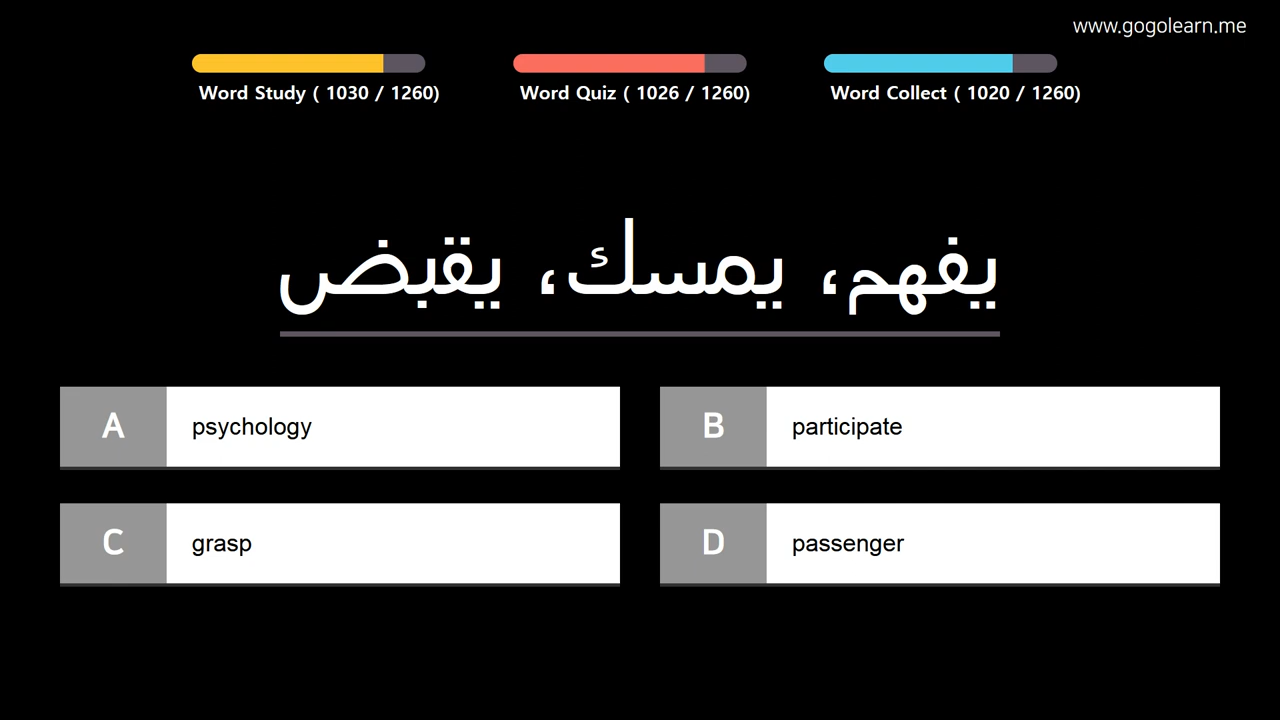 www.gogolearn.me
Word Study ( 1030 / 1260)
Word Quiz ( 1026 / 1260)
Word Collect ( 1020 / 1260)
يفهم، يمسك، يقبض
A psychology
B participate
C grasp
D passenger